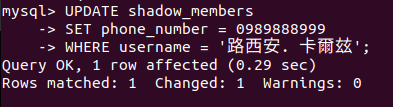 mysql> UPDATE shadow_members
    -> SET phone_number = 0989888999
    -> WHERE username = '路西安．卡爾茲';
Query OK, 1 row affected (0.29 sec)
Rows matched: 1  Changed: 1  Warnings: 0